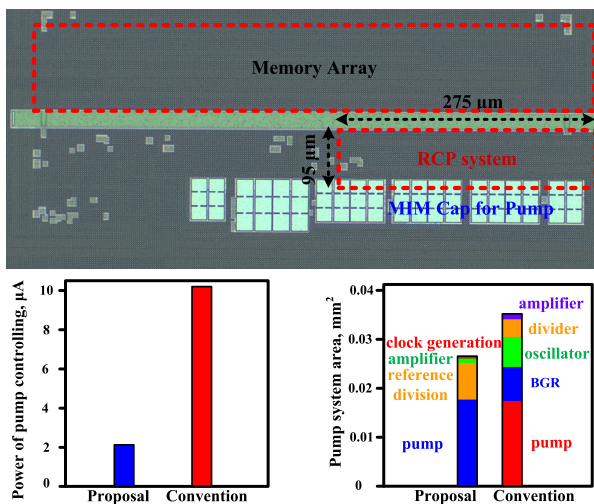 Memory Array
275 µm
95 µm
RCP system
MIM Cap for Pump
Power of pump controlling, µA
10
8
6
4
2
0
Proposal Convention
Pump system area, mm²
0.04
0.03
0.02
0.01
0
clock generation
amplifier
reference
division
pump
amplifier
divider
oscillator
BGR
pump
Proposal Convention